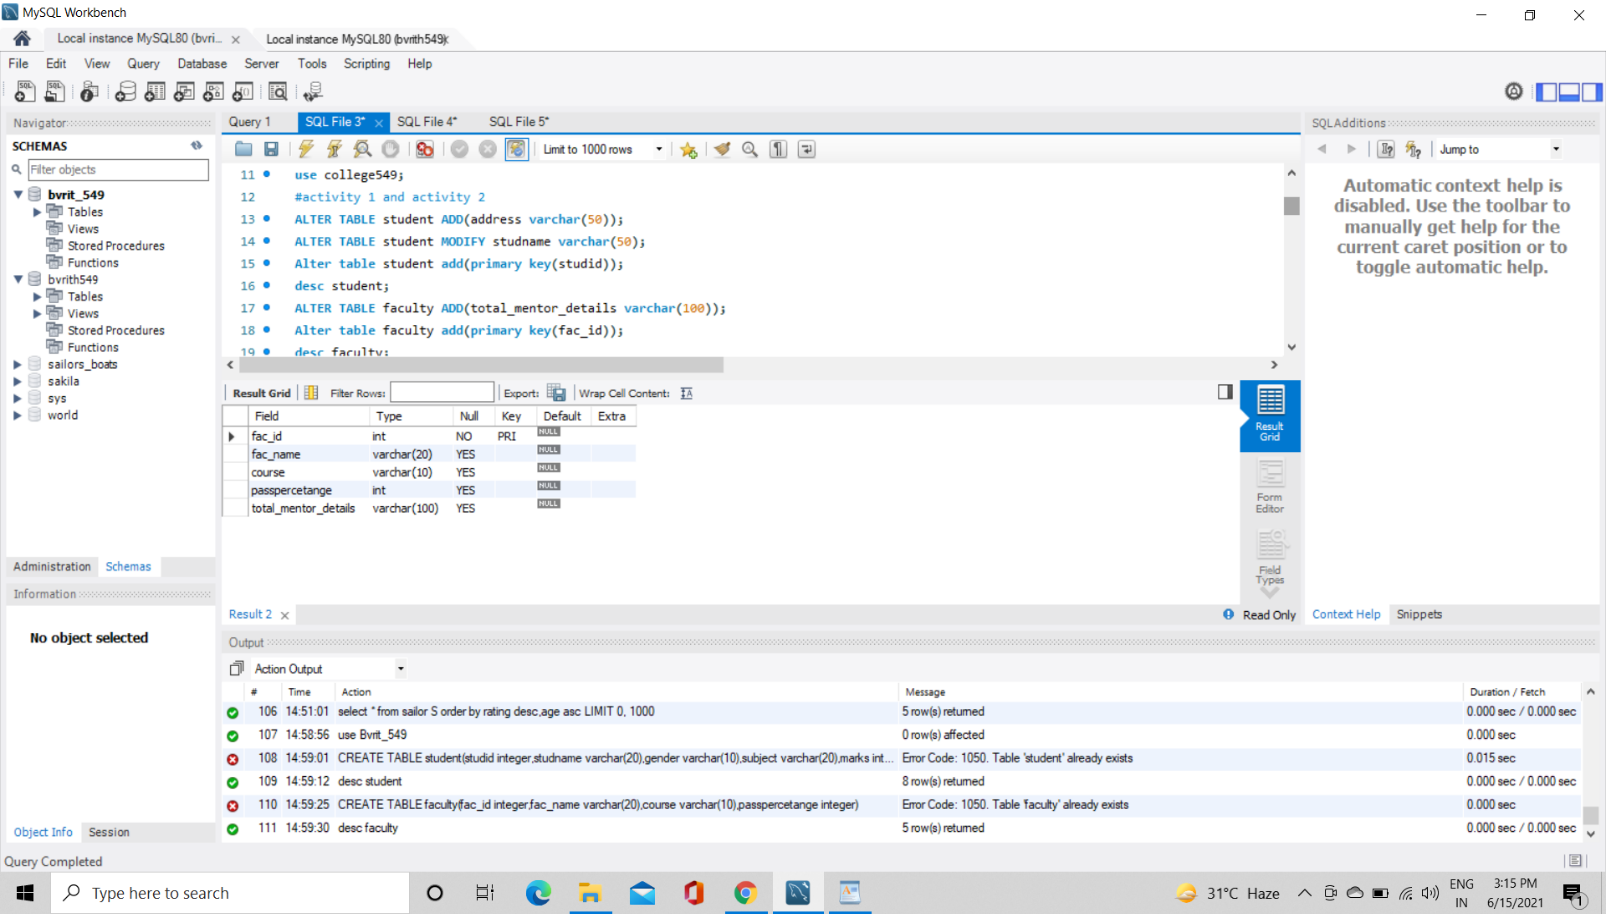 MySQL Workbench
Local instance MySQL80 (bvri...
Local instance MySQL80 (bvrith549)
File Edit View Query Database Server Tools Scripting Help
Navigator
SCHEMAS
Filter objects
bvrit_549
Tables
Views
Stored Procedures
Functions
bvrith549
Tables
Views
Stored Procedures
Functions
sailors_boats
sakila
sys
world
Administration Schemas
Information
No object selected
Object Info Session
Query 1 SQL File 3* SQL File 4* SQL File 5*
Limit to 1000 rows
11 use college549;
12 #activity 1 and activity 2
13 ALTER TABLE student ADD(address varchar(50));
14 ALTER TABLE student MODIFY studname varchar(50);
15 Alter table student add(primary key(studid));
16 desc student;
17 ALTER TABLE faculty ADD(total_mentor_details varchar(100));
18 Alter table faculty add(primary key(fac_id));
19 desc faculty;
Result Grid Filter Rows: Export: Wrap Cell Content:
Field Type Null Key Default Extra
fac_id int NO PRI NULL
fac_name varchar(20) YES NULL
course varchar(10) YES NULL
passpercetange int YES NULL
total_mentor_details varchar(100) YES NULL
Result
Grid
Form
Editor
Field
Types
Result 2
Read Only
SQLAdditions
Jump to
Automatic context help is
disabled. Use the toolbar to
manually get help for the
current caret position or to
toggle automatic help.
Context Help Snippets
Output
Action Output
# Time Action Message Duration / Fetch
106 14:51:01 select * from sailor S order by rating desc,age asc LIMIT 0, 1000 5 row(s) returned 0.000 sec / 0.000 sec
107 14:58:56 use Bvrit_549 0 row(s) affected 0.000 sec
108 14:59:01 CREATE TABLE student(studid integer,studname varchar(20),gender varchar(10),subject varchar(20),marks int... Error Code: 1050. Table 'student' already exists 0.015 sec
109 14:59:12 desc student 8 row(s) returned 0.000 sec / 0.000 sec
110 14:59:25 CREATE TABLE faculty(fac_id integer,fac_name varchar(20),course varchar(10),passpercetange integer) Error Code: 1050. Table 'faculty' already exists 0.000 sec
111 14:59:30 desc faculty 5 row(s) returned 0.000 sec / 0.000 sec
Query Completed
Type here to search
31°C Haze
ENG
IN
3:15 PM
6/15/2021
1